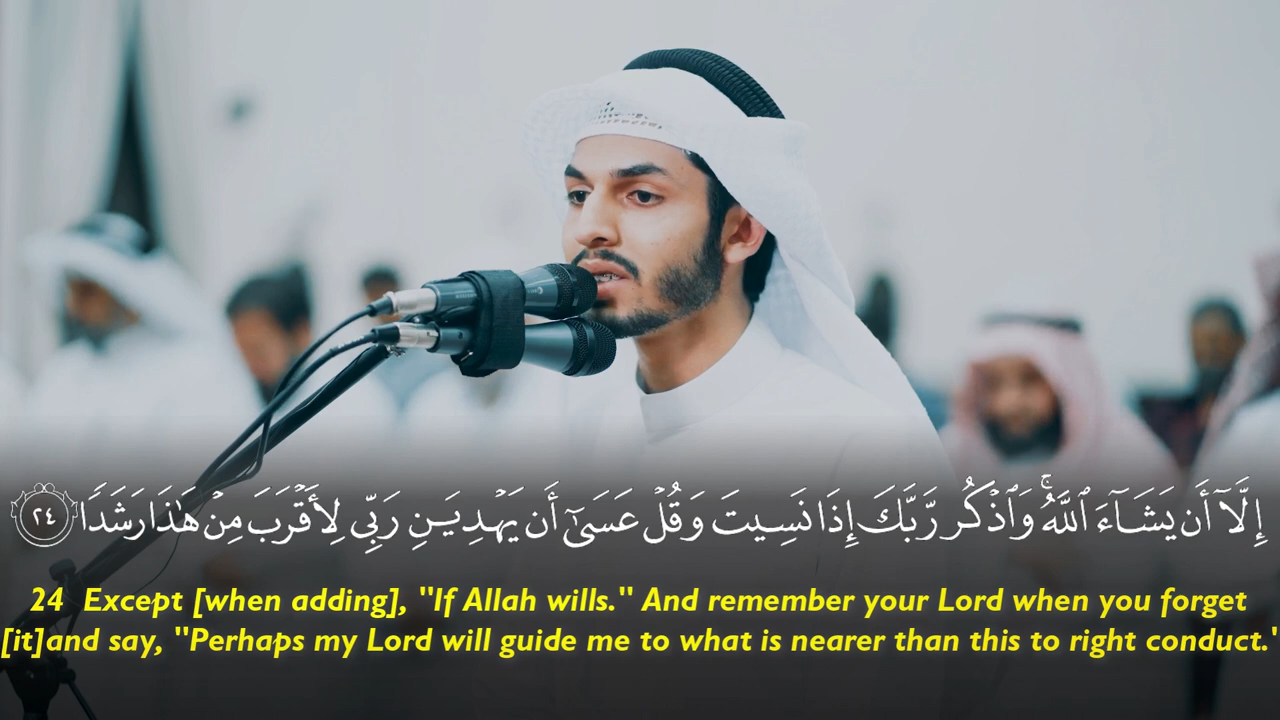 إِلَّآ أَن يَشَآءَ ٱللَّهُۚ وَٱذْكُر رَّبَّكَ إِذَا نَسِيتَ وَقُلْ عَسَىٰٓ أَن يَهْدِيَنِ رَبِّى لِأَقْرَبَ مِنْ هَٰذَا رَشَدًا ٢٤
24 Except [when adding], "If Allah wills." And remember your Lord when you forget
[it]and say, "Perhaps my Lord will guide me to what is nearer than this to right conduct."